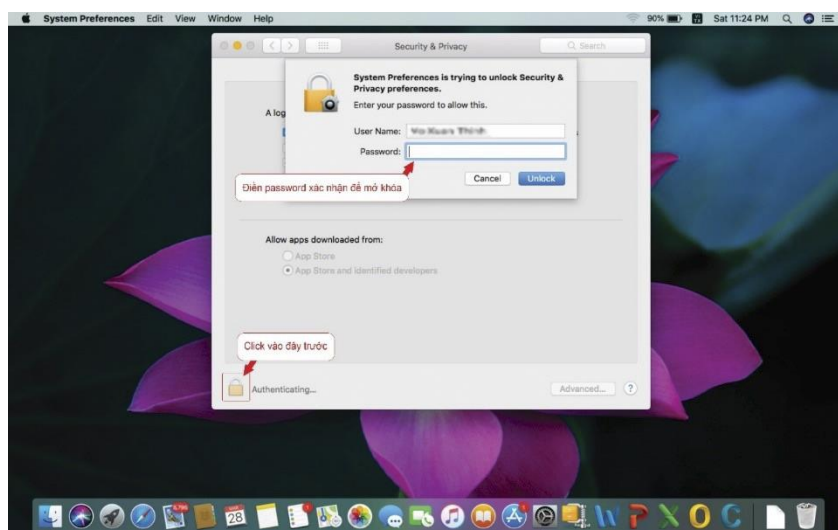 System Preferences Edit View Window Help
90% Sat 11:24 PM
Security & Privacy
Search
System Preferences is trying to unlock Security &
Privacy preferences.
Enter your password to allow this.
A log
User Name:
Password:
Cancel Unlock
Điền password xác nhận để mở khóa
Allow apps downloaded from:
App Store
App Store and identified developers
Click vào đây trước
Authenticating...
Advanced... ?
28